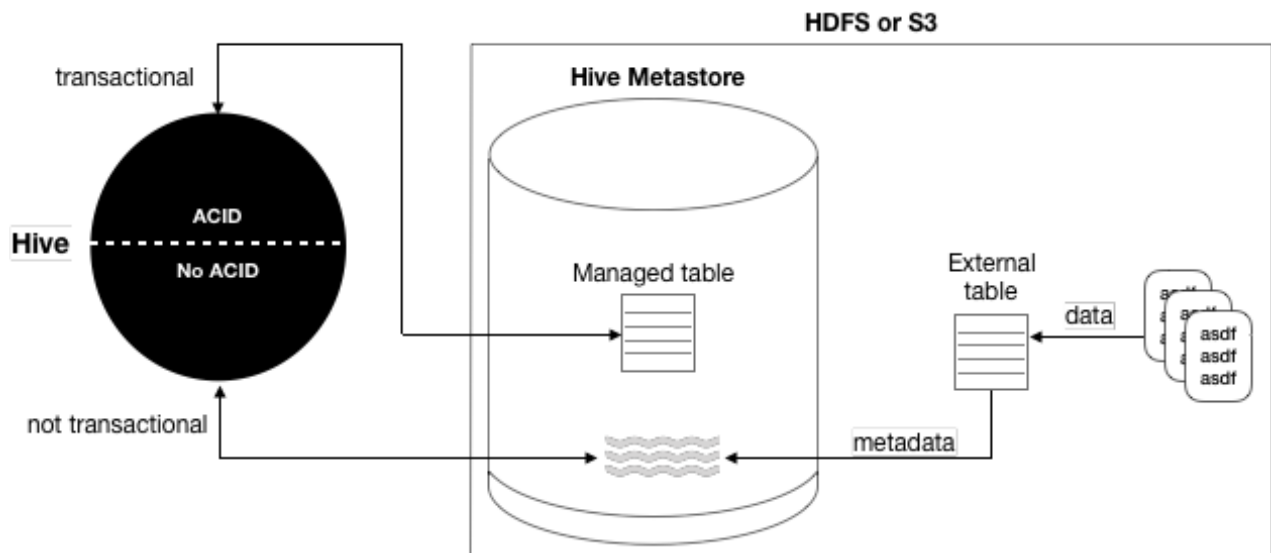 HDFS or S3
transactional
Hive Metastore
ACID
Hive
No ACID
Managed table
External
table
data
asdf
asdf
asdf
not transactional
metadata